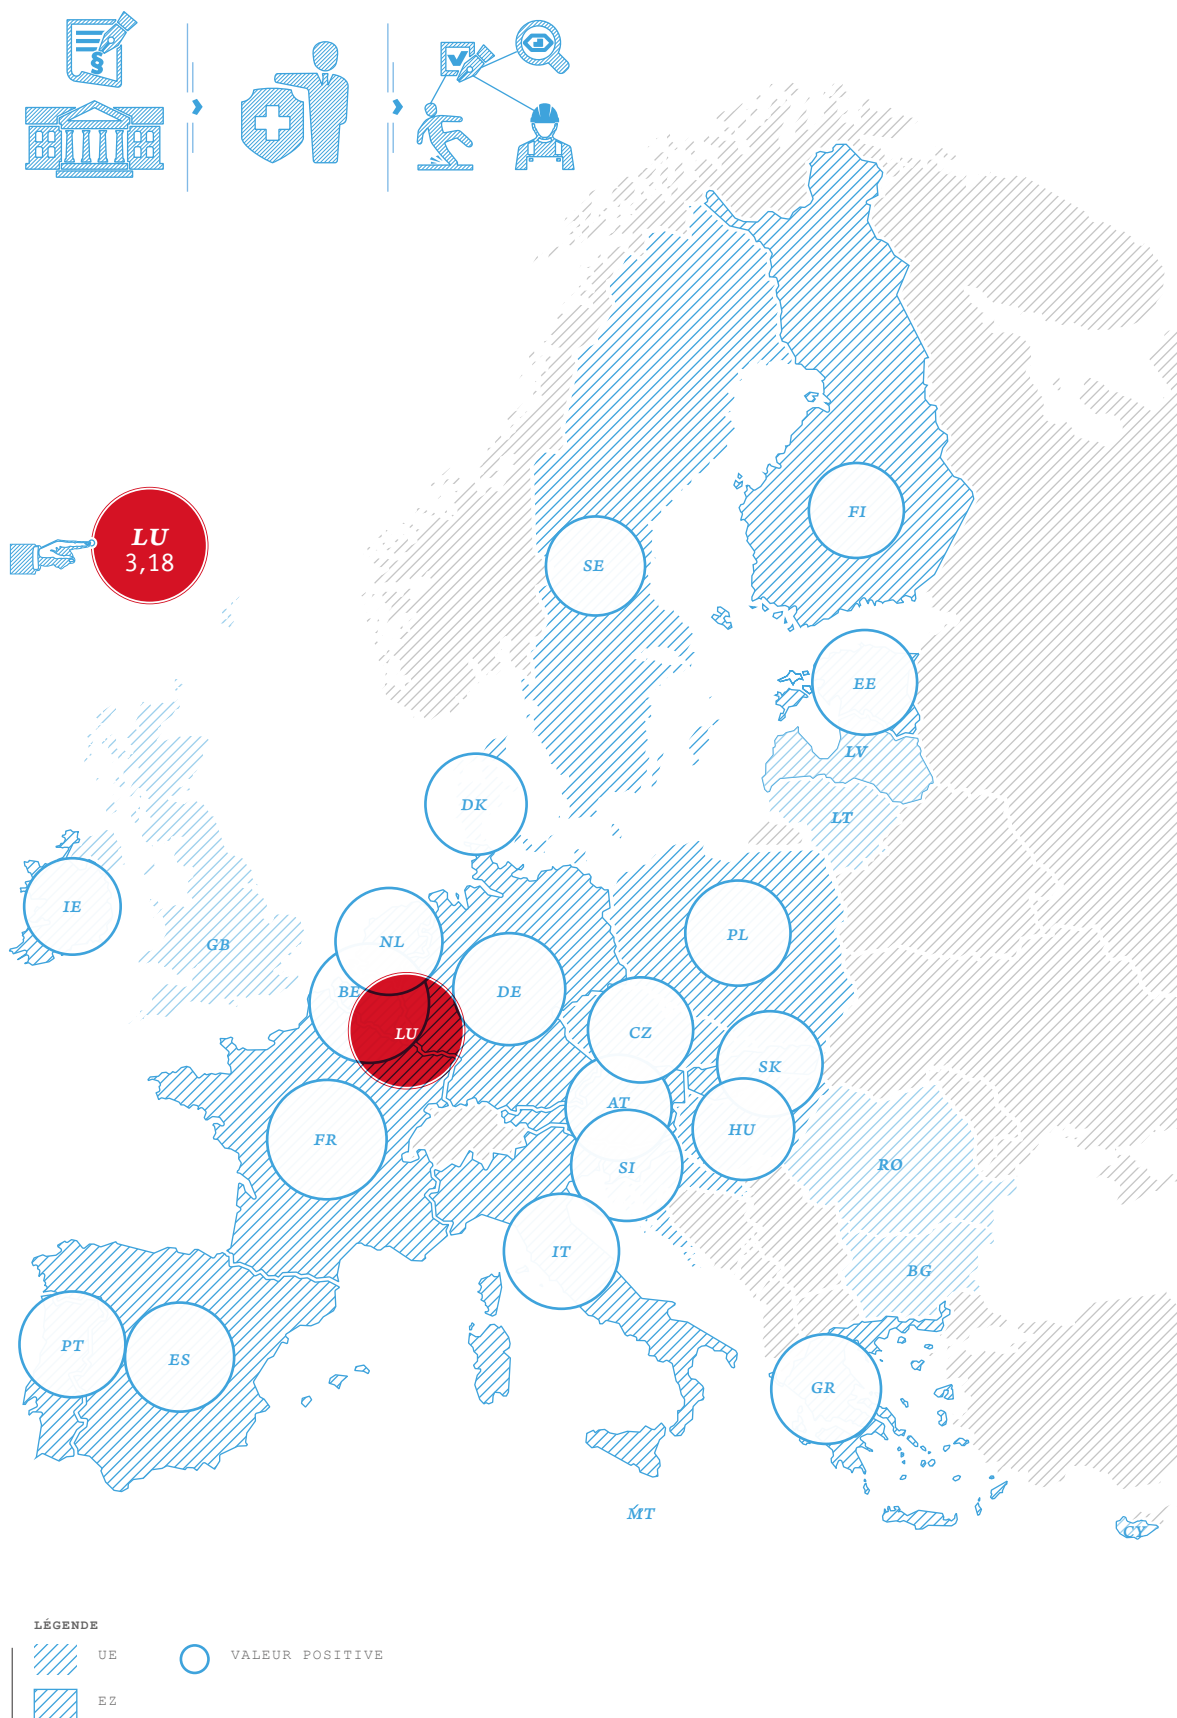 §
LU
3,18
FI
SE
EE
LV
DK
LT
IE
PL
NL
GB
BE
DE
LU
CZ
SK
AT
HU
FR
SI
RO
IT
BG
PT
ES
GR
MT
CY
LÉGENDE
UE
VALEUR POSITIVE
EZ